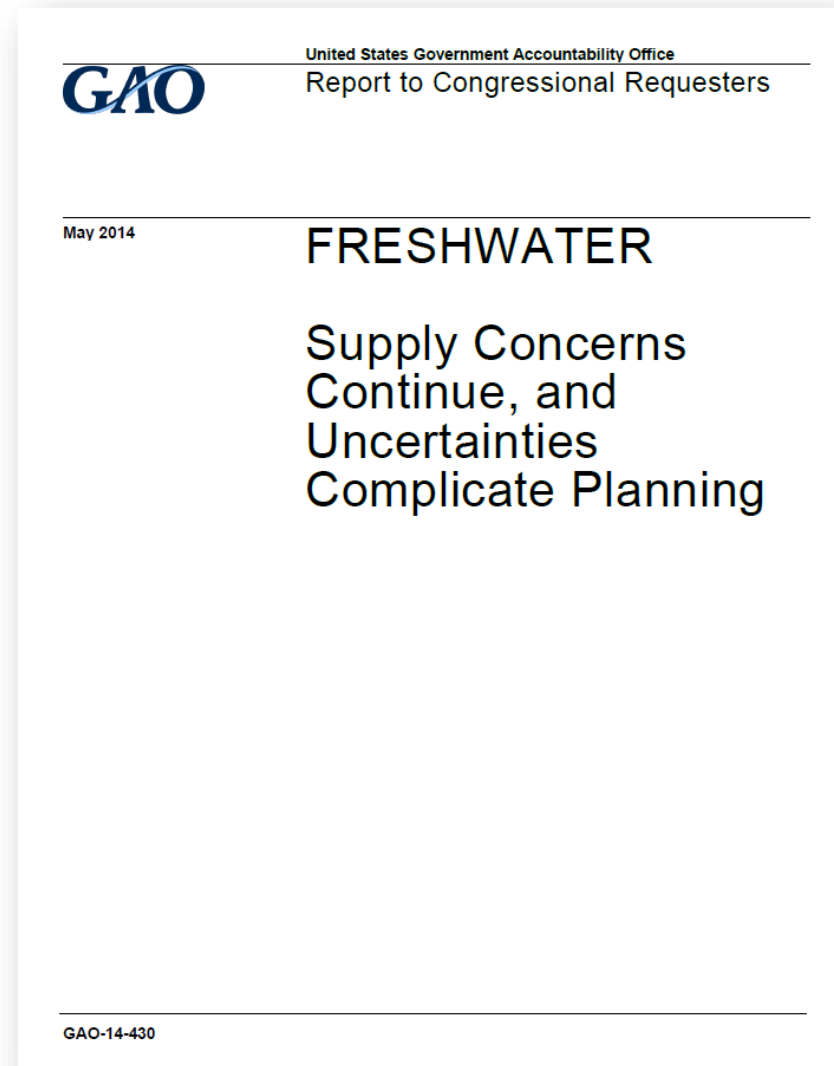 United States Government Accountability Office
GAO
Report to Congressional Requesters
May 2014
FRESHWATER
Supply Concerns
Continue, and
Uncertainties
Complicate Planning
GAO-14-430